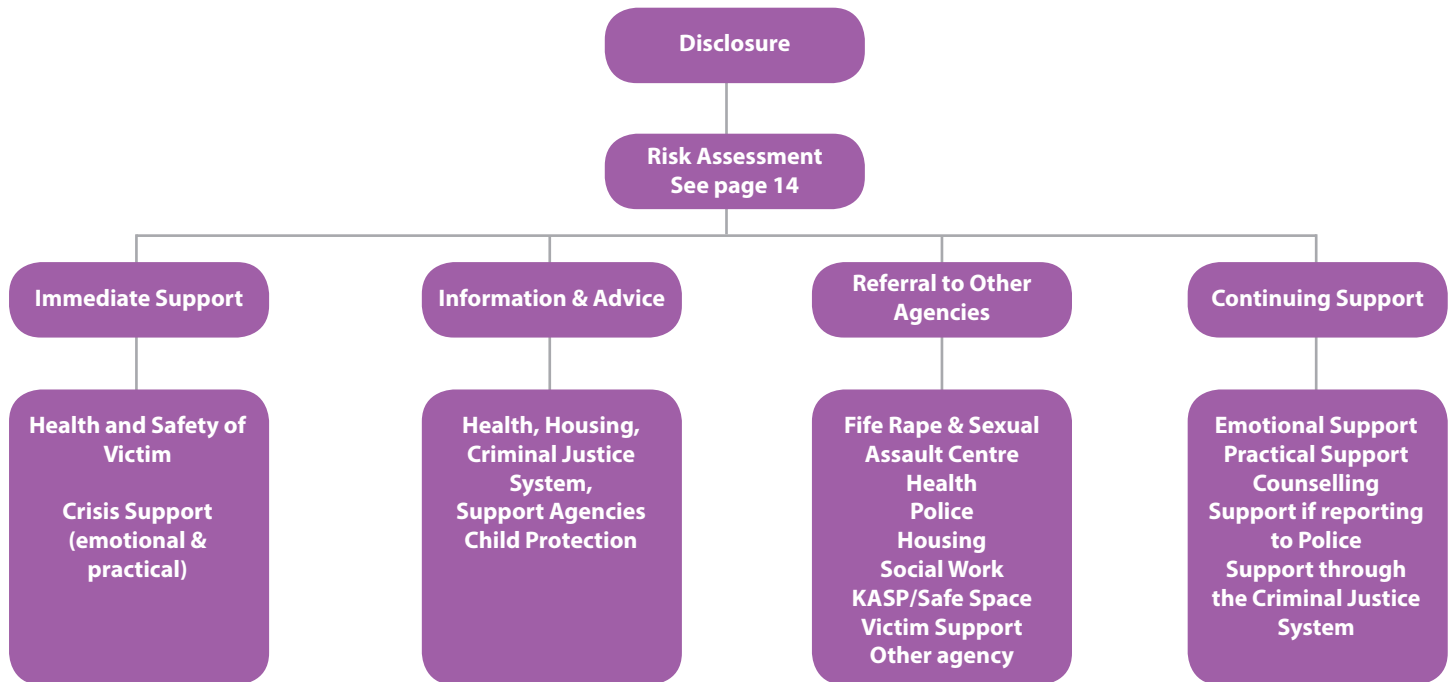 Disclosure
Risk Assessment
See page 14
Immediate Support
Information & Advice
Referral to Other
Agencies
Continuing Support
Health and Safety of
Victim
Crisis Support
(emotional &
practical)
Health, Housing,
Criminal Justice
System,
Support Agencies
Child Protection
Fife Rape & Sexual
Assault Centre
Health
Police
Housing
Social Work
KASP/Safe Space
Victim Support
Other agency
Emotional Support
Practical Support
Counselling
Support if reporting
to Police
Support through
the Criminal Justice
System